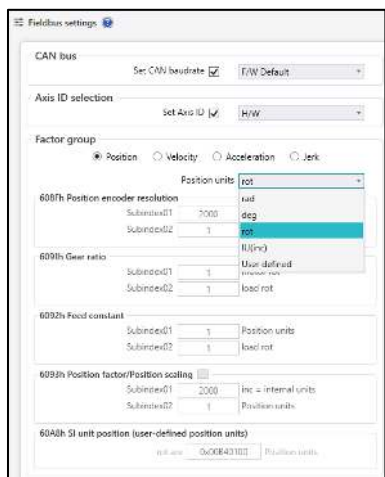 Fieldbus settings
CAN bus
Set CAN baudrate F/W Default
Axis ID selection
Set Axis ID H/W
Factor group
Position Velocity Acceleration Jerk
Position units rot
rad
deg
rot
IU(inc)
User defined
608Fh Position encoder resolution
Subindex01 2000
Subindex02 1
6091h Gear ratio
Subindex01 1 motor rot
Subindex02 1 load rot
6092h Feed constant
Subindex01 1 Position units
Subindex02 1 load rot
6093h Position factor/Position scaling
Subindex01 2000 inc = internal units
Subindex02 1 Position units
60A8h SI unit position (user-defined position units)
0x00B40100 Position units